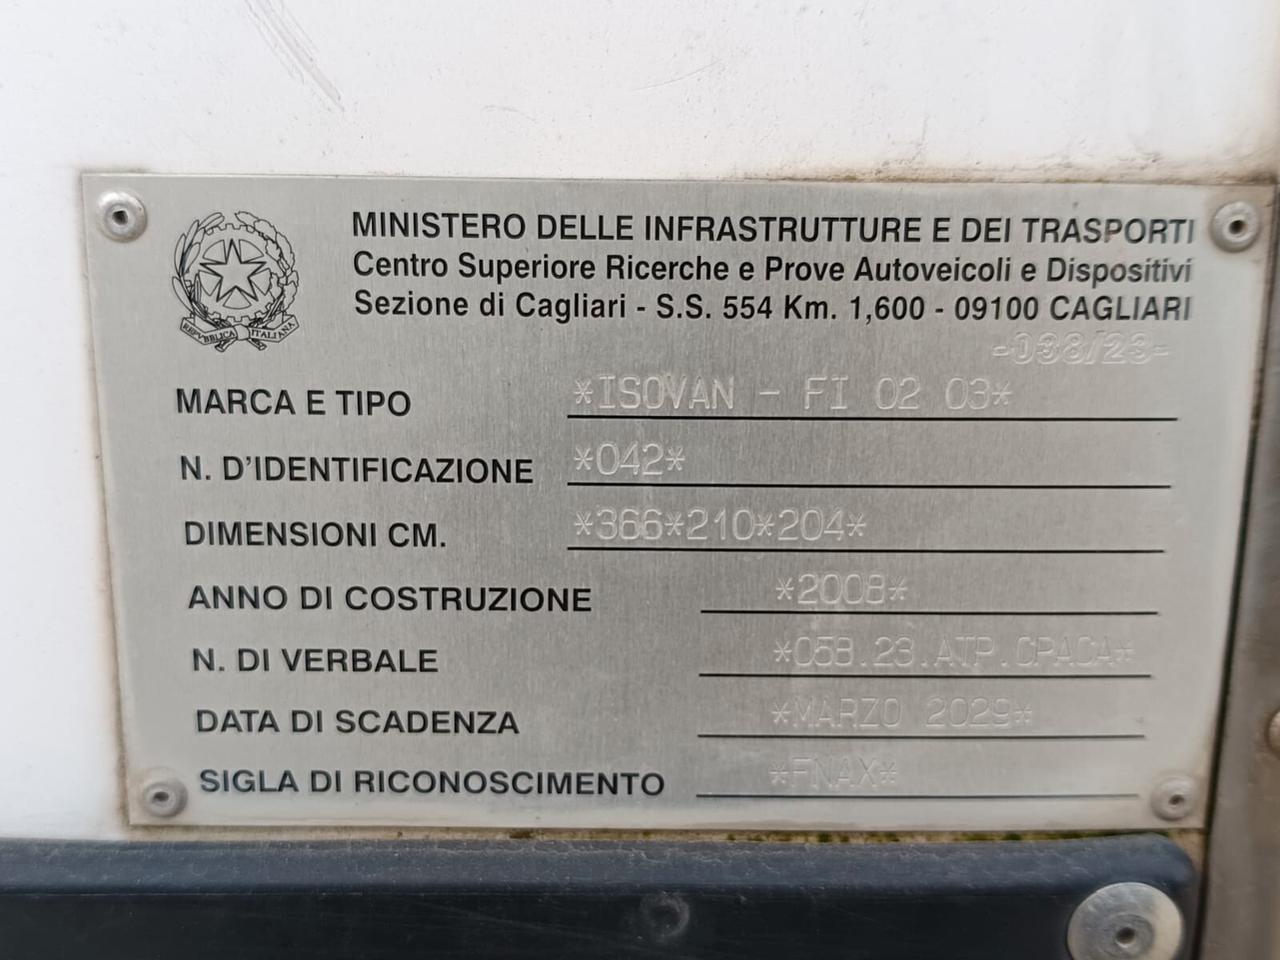 MINISTERO DELLE INFRASTRUTTURE E DEI TRASPORTI
Centro Superiore Ricerche e Prove Autoveicoli e Dispositivi
Sezione di Cagliari - S.S. 554 Km. 1,600 - 09100 CAGLIARI
REPVBBLICA ITALIANA
-038/23-
MARCA E TIPO *ISOVAN - FI 02 03*
N. D'IDENTIFICAZIONE *042*
DIMENSIONI CM. *366*210*204*
ANNO DI COSTRUZIONE *2008*
N. DI VERBALE *058.23.ATP.CPACA*
DATA DI SCADENZA *MARZO 2029*
SIGLA DI RICONOSCIMENTO *FNAX*